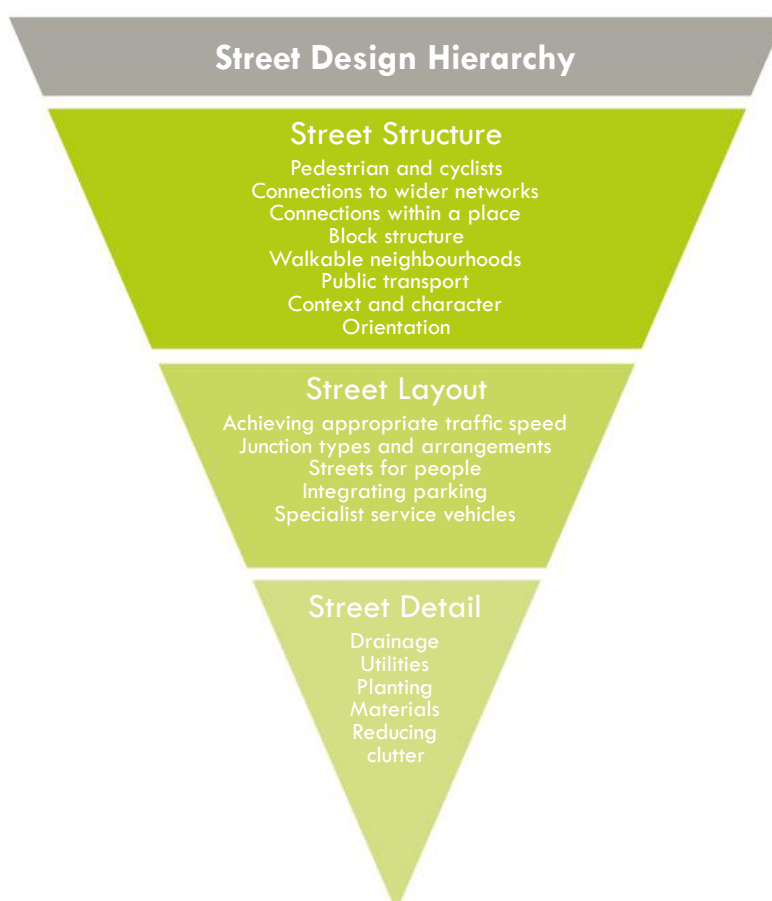 Street Design Hierarchy
Street Structure
Pedestrian and cyclists
Connections to wider networks
Connections within a place
Block structure
Walkable neighbourhoods
Public transport
Context and character
Orientation
Street Layout
Achieving appropriate traffic speed
Junction types and arrangements
Streets for people
Integrating parking
Specialist service vehicles
Street Detail
Drainage
Utilities
Planting
Materials
Reducing
clutter